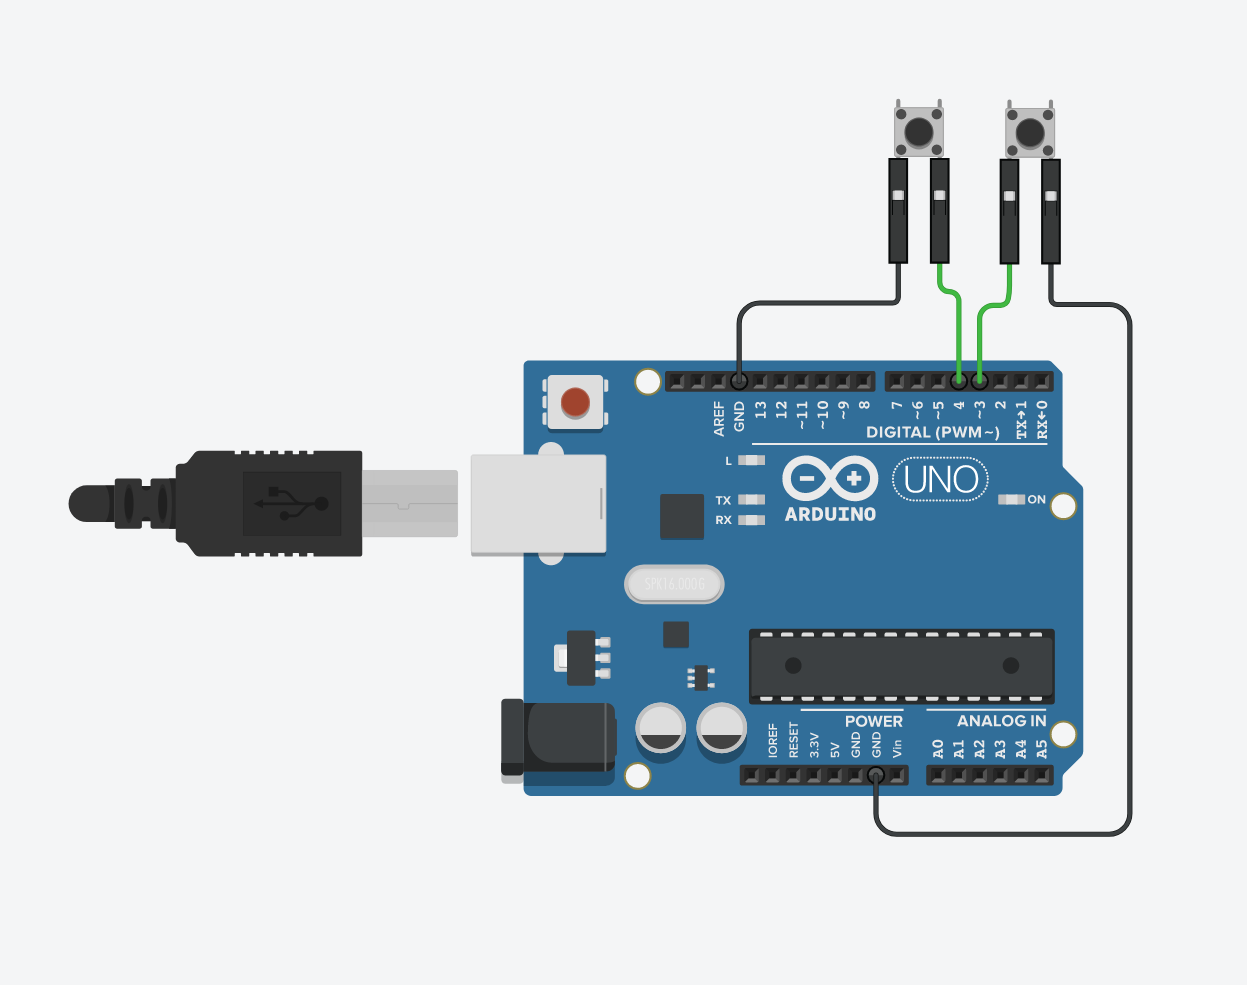 AREF
GND
13
12
~11
~10
~9
8
7
~6
~5
4
~3
2
TX→1
RX←0
DIGITAL (PWM~)
L
TX
RX
ARDUINO
UNO
ON
SPK16.000G
POWER
ANALOG IN
IOREF
RESET
3.3V
5V
GND
GND
Vin
A0
A1
A2
A3
A4
A5